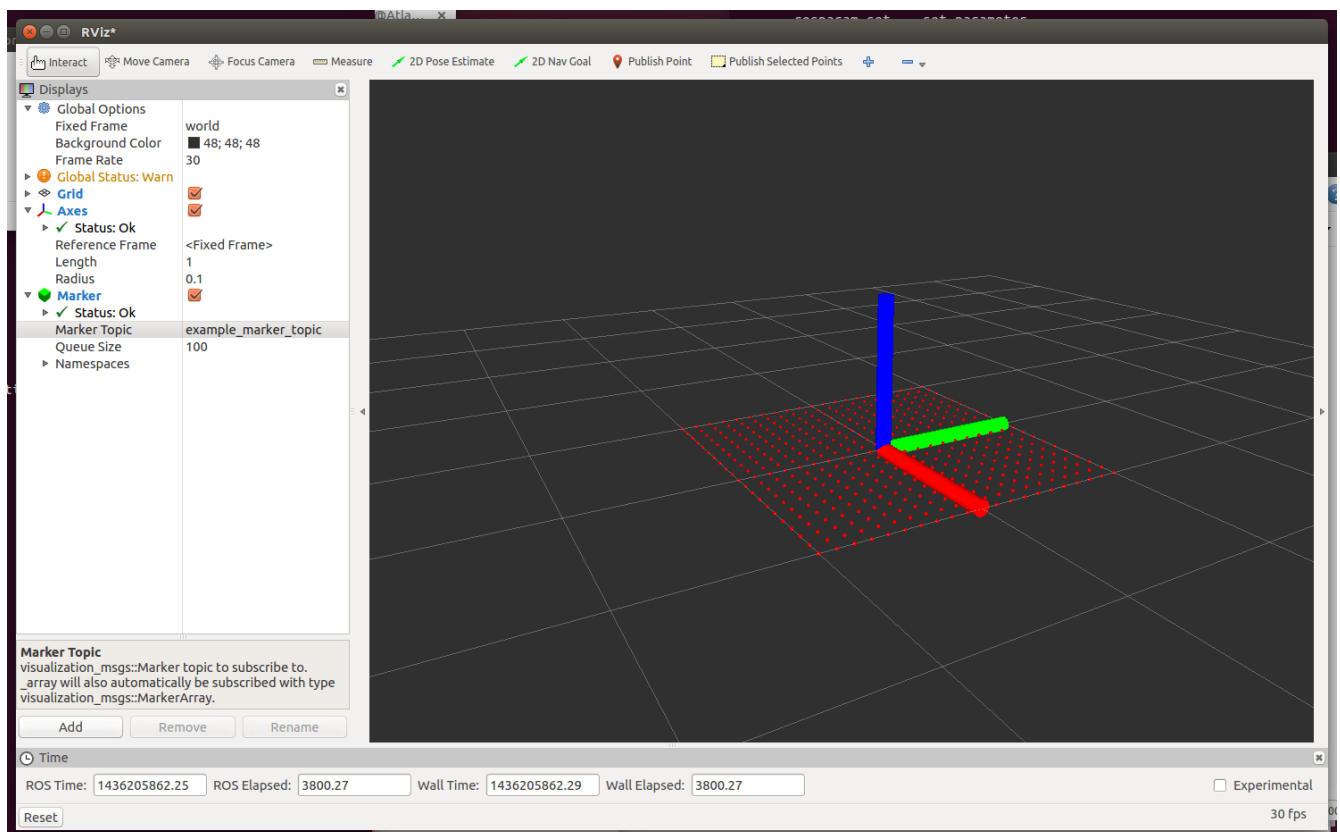 @Atla... ×
rosparam set    set parameter
RViz*
Interact Move Camera Focus Camera Measure 2D Pose Estimate 2D Nav Goal Publish Point Publish Selected Points
Displays
Global Options
Fixed Frame world
Background Color 48; 48; 48
Frame Rate 30
Global Status: Warn
Grid
Axes
Status: Ok
Reference Frame <Fixed Frame>
Length 1
Radius 0.1
Marker
Status: Ok
Marker Topic example_marker_topic
Queue Size 100
Namespaces
Marker Topic
visualization_msgs::Marker topic to subscribe to.
_array will also automatically be subscribed with type
visualization_msgs::MarkerArray.
Add Remove Rename
Time
ROS Time: 1436205862.25 ROS Elapsed: 3800.27 Wall Time: 1436205862.29 Wall Elapsed: 3800.27 Experimental
Reset 30 fps